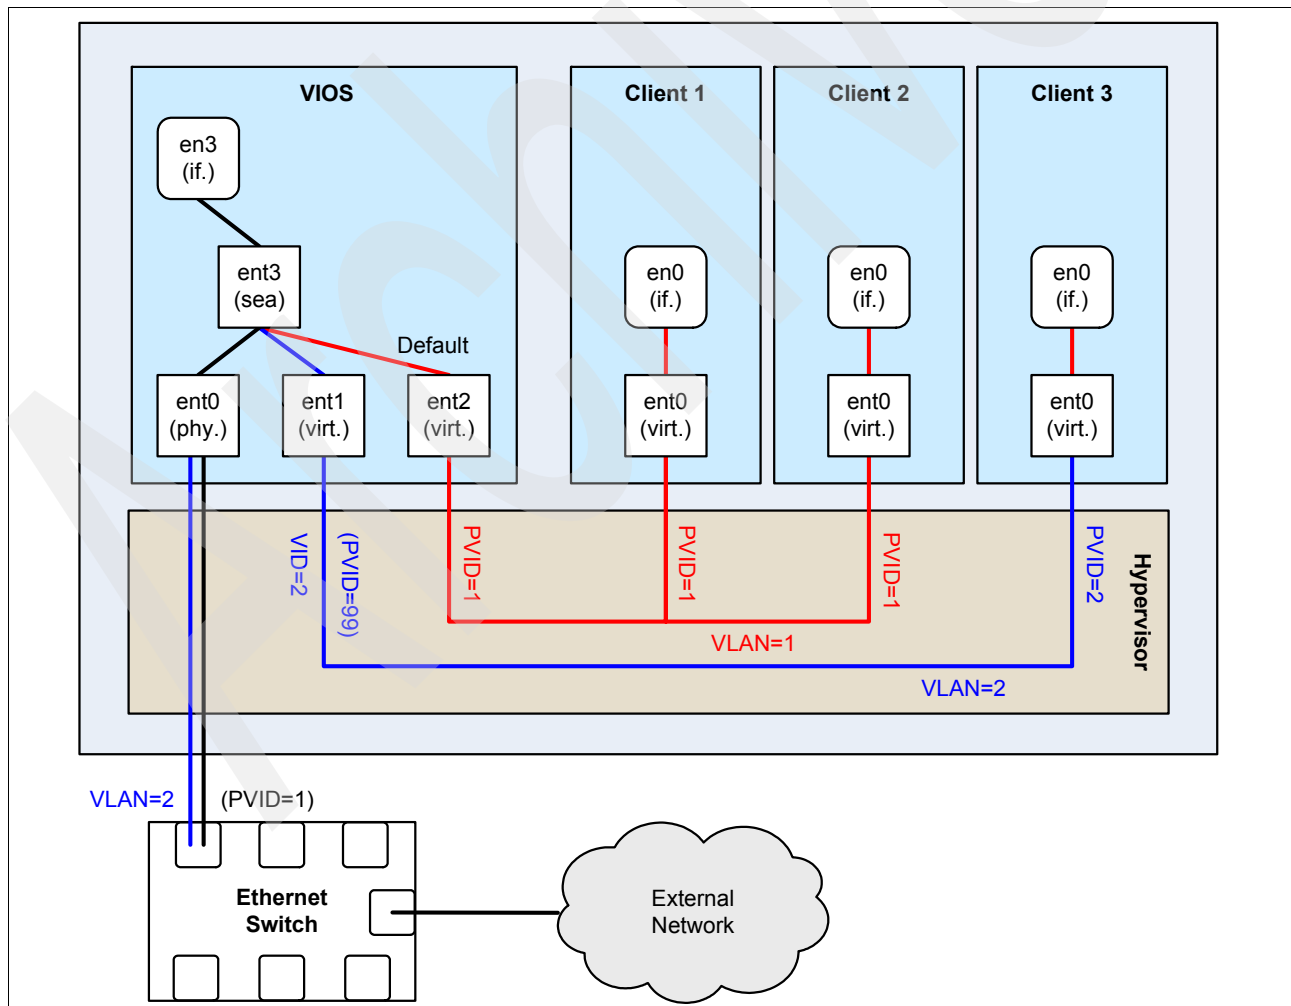 VIOS
Client 1
Client 2
Client 3
en3
(if.)
ent3
(sea)
en0
(if.)
en0
(if.)
en0
(if.)
Default
ent0
(phy.)
ent1
(virt.)
ent2
(virt.)
ent0
(virt.)
ent0
(virt.)
ent0
(virt.)
VID=2
(PVID=99)
PVID=1
PVID=1
PVID=1
PVID=2
Hypervisor
VLAN=1
VLAN=2
VLAN=2
(PVID=1)
Ethernet
Switch
External
Network